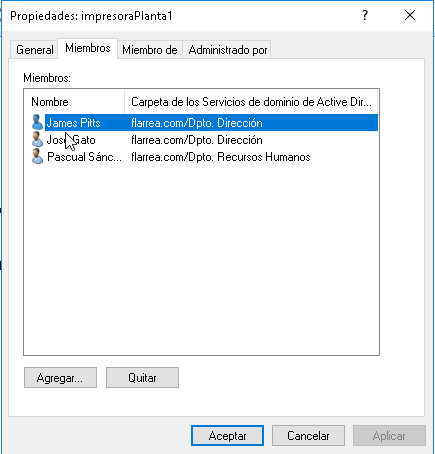 Propiedades: impresoraPlanta1
General Miembros Miembro de Administrado por
Miembros:
Nombre Carpeta de los Servicios de dominio de Active Dir...
James Pitts flarrea.com/Dpto. Dirección
José Gato flarrea.com/Dpto. Dirección
Pascual Sánc... flarrea.com/Dpto. Recursos Humanos
Agregar... Quitar
Aceptar Cancelar Aplicar